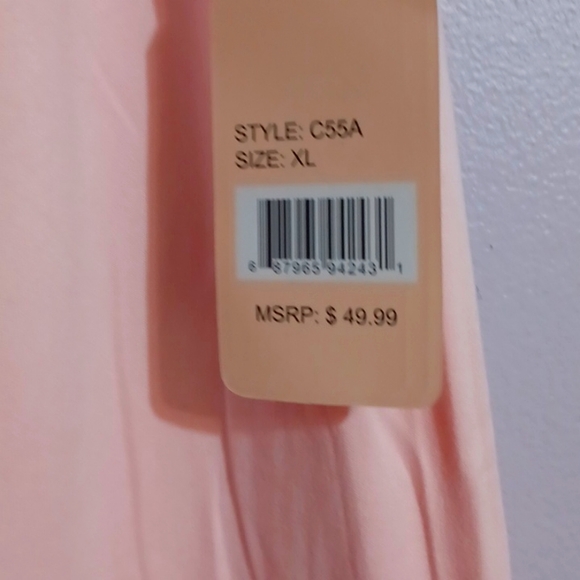 STYLE: C55A
SIZE: XL
6 87965 94243 1
MSRP: $ 49.99